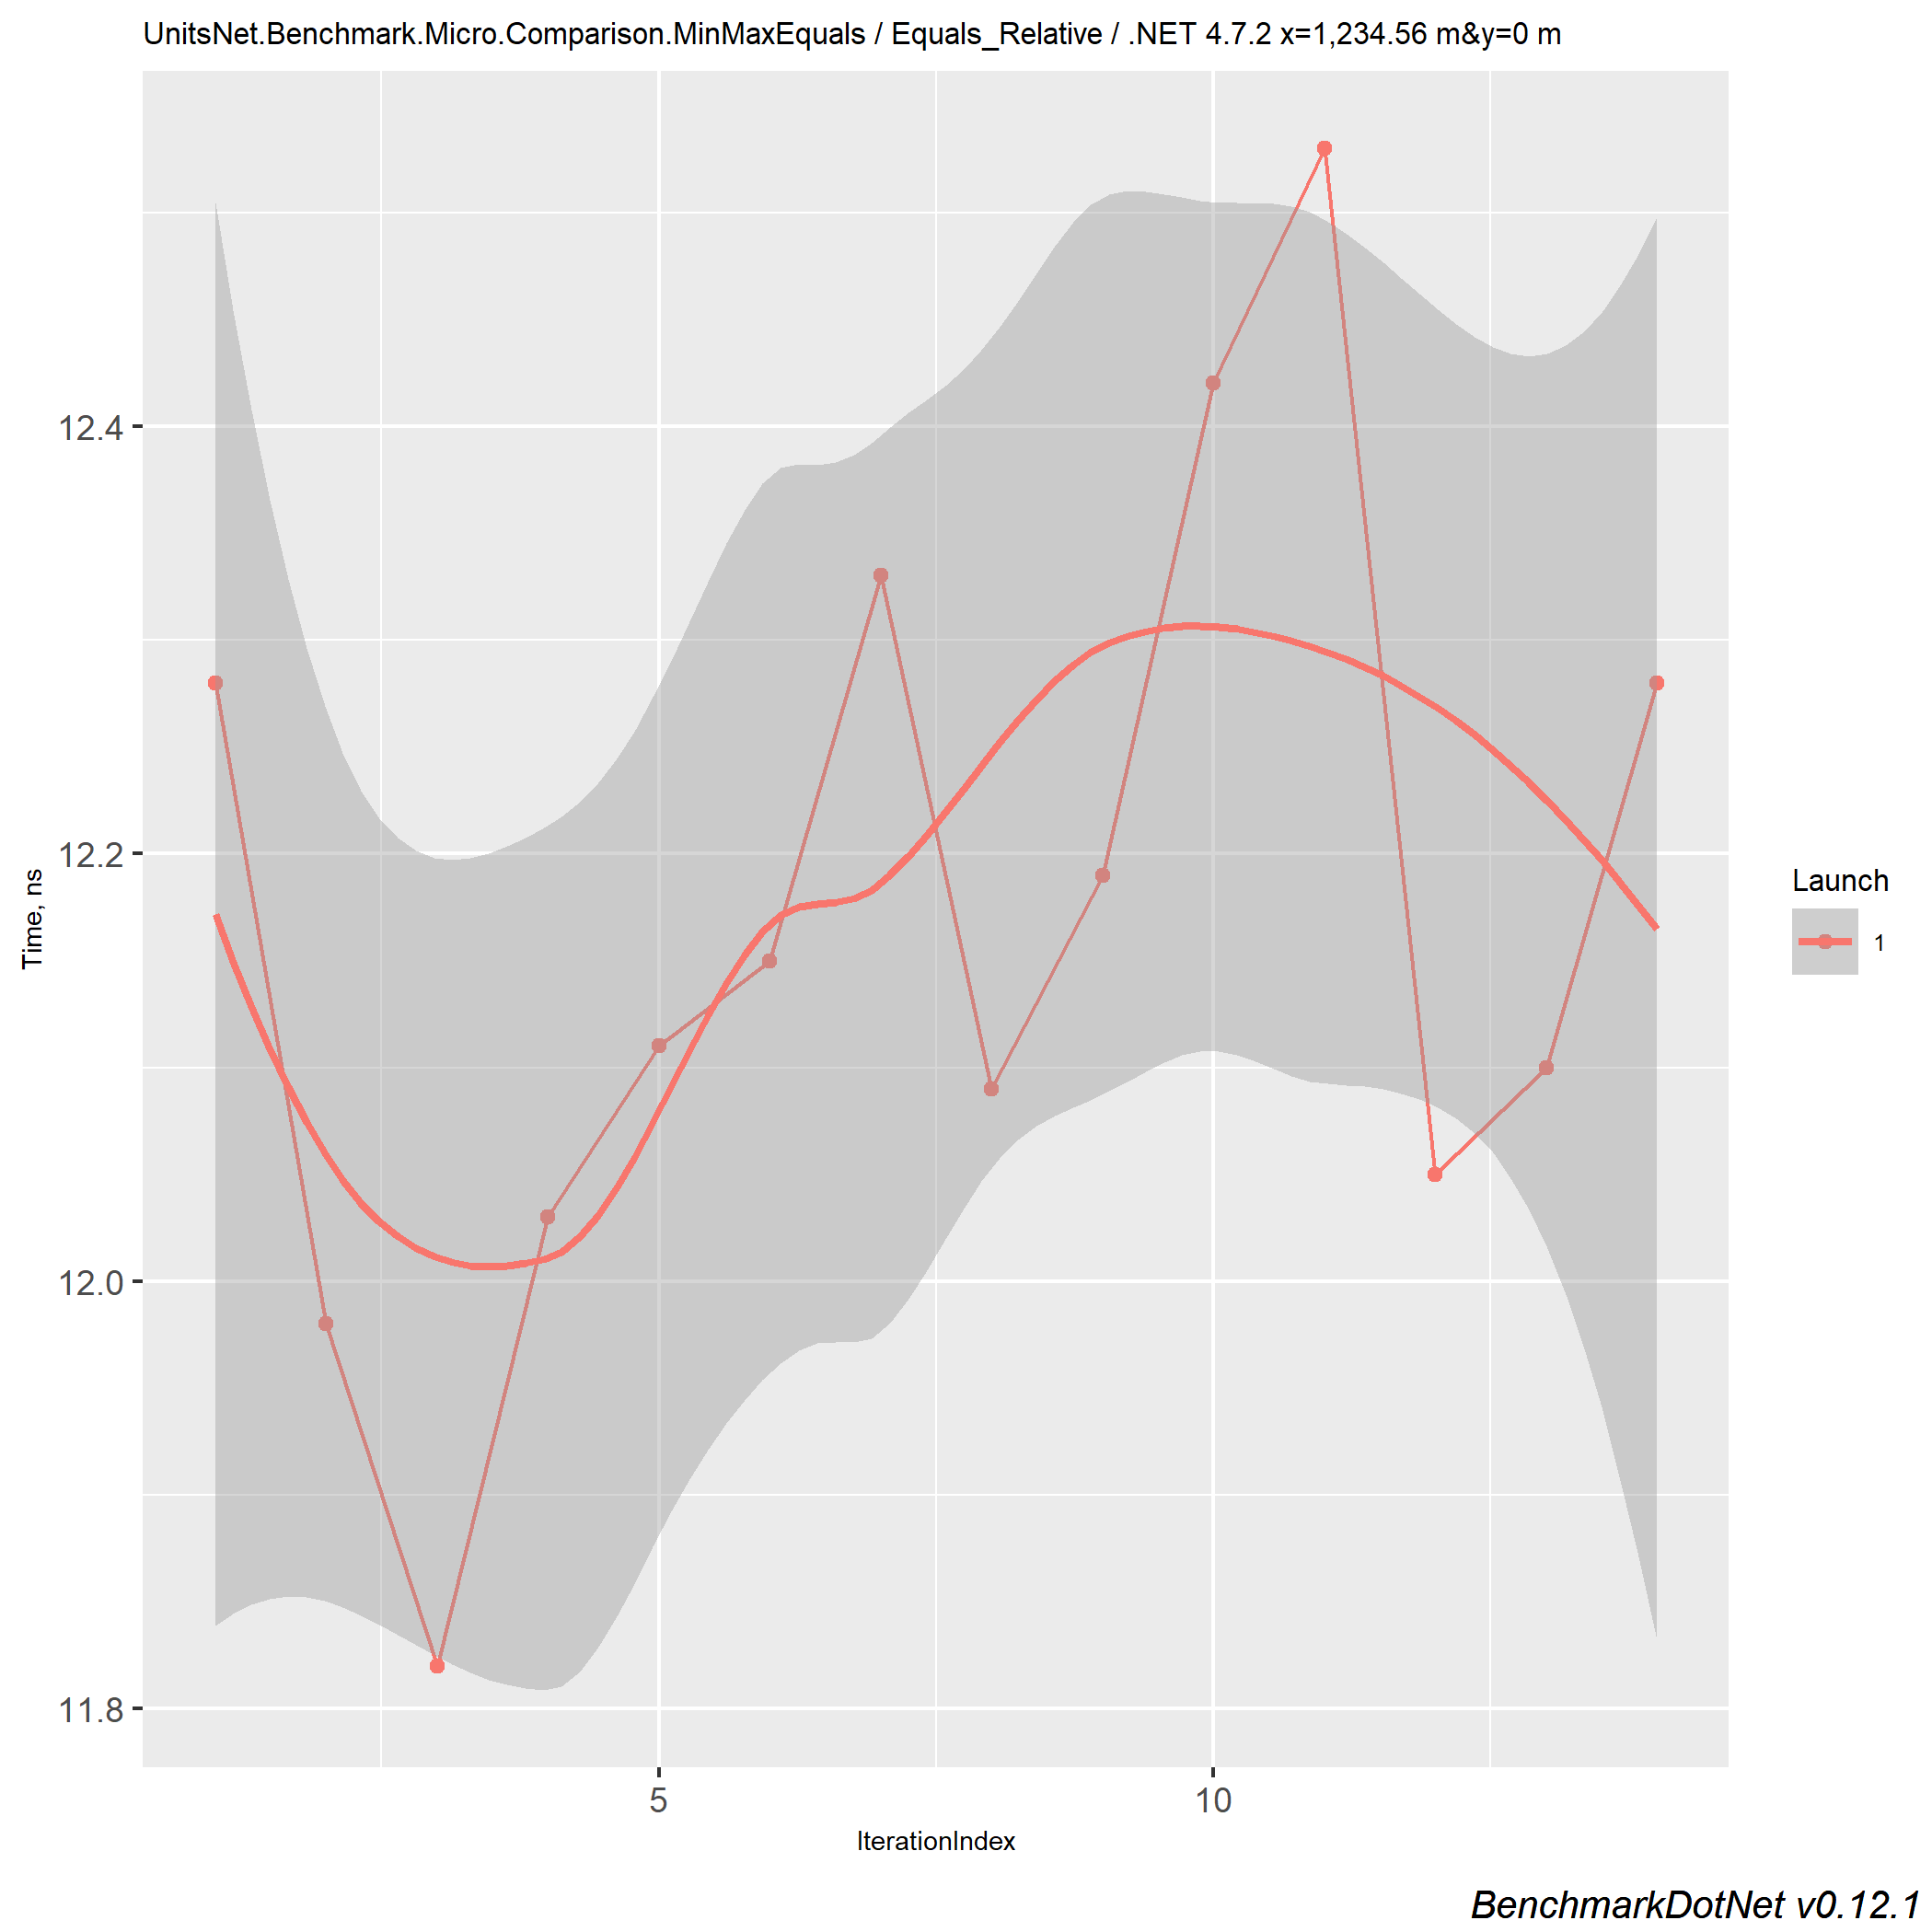 UnitsNet.Benchmark.Micro.Comparison.MinMaxEquals / Equals_Relative / .NET 4.7.2 x=1,234.56 m&y=0 m
12.4
12.2
12.0
11.8
Time, ns
5
10
IterationIndex
Launch
1
BenchmarkDotNet v0.12.1